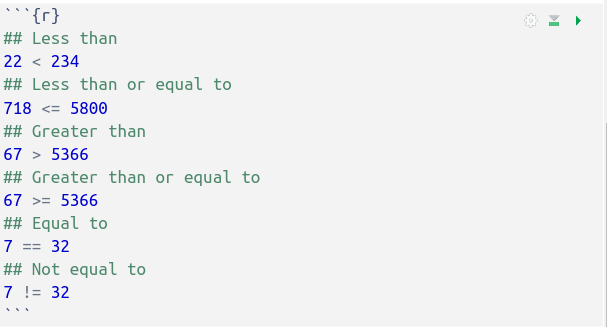 ```{r}
## Less than
22 < 234
## Less than or equal to
718 <= 5800
## Greater than
67 > 5366
## Greater than or equal to
67 >= 5366
## Equal to
7 == 32
## Not equal to
7 != 32
```